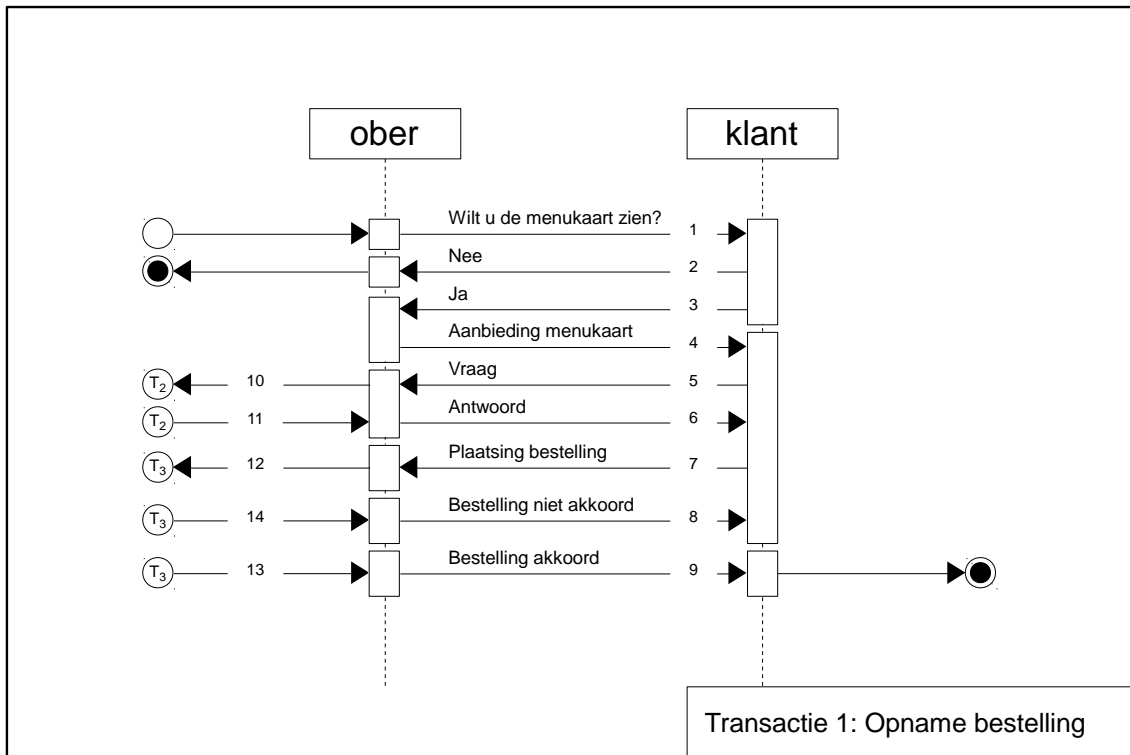 ober klant
Wilt u de menukaart zien? 1
Nee 2
Ja 3
Aanbieding menukaart 4
T2 10 Vraag 5
T2 11 Antwoord 6
T3 12 Plaatsing bestelling 7
T3 14 Bestelling niet akkoord 8
T3 13 Bestelling akkoord 9
Transactie 1: Opname bestelling